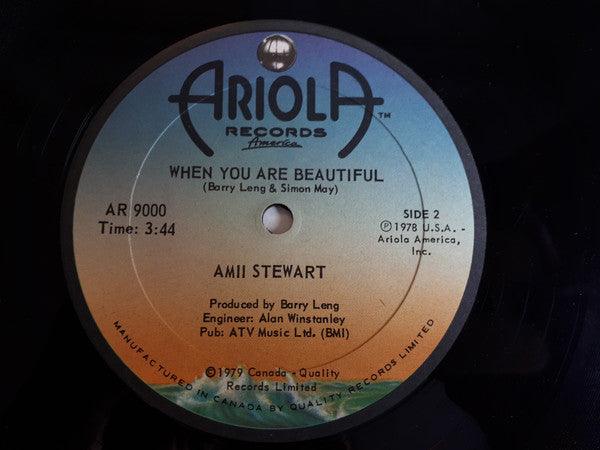 ARIOLA™
RECORDS
America
WHEN YOU ARE BEAUTIFUL
(Barry Leng & Simon May)
AR 9000
Time: 3:44
SIDE 2
Ⓟ 1978 U.S.A. -
Ariola America,
Inc.
AMII STEWART
Produced by Barry Leng
Engineer: Alan Winstanley
Pub: ATV Music Ltd. (BMI)
©1979 Canada - Quality
Records Limited
MANUFACTURED IN CANADA BY QUALITY RECORDS LIMITED